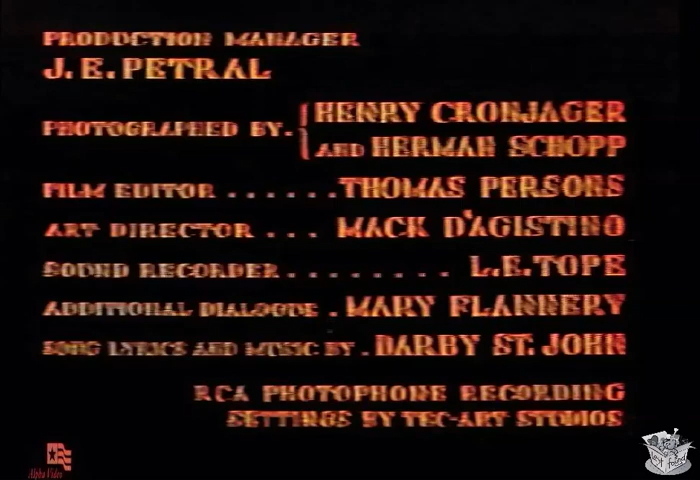 PRODUCTION MANAGER
J. E. PETRAL
PHOTOGRAPHED BY. HENRY CRONJAGER
AND HERMAN SCHOPP
FILM EDITOR . . . . . . THOMAS PERSONS
ART DIRECTOR . . . MACK D'AGISTINO
SOUND RECORDER . . . . . . . . L.E. TOPE
ADDITIONAL DIALOGUE . MARY FLANNERY
SONG LYRICS AND MUSIC BY . DARBY ST. JOHN
RCA PHOTOPHONE RECORDING
SETTINGS BY TEC-ART STUDIOS
Alpha Video